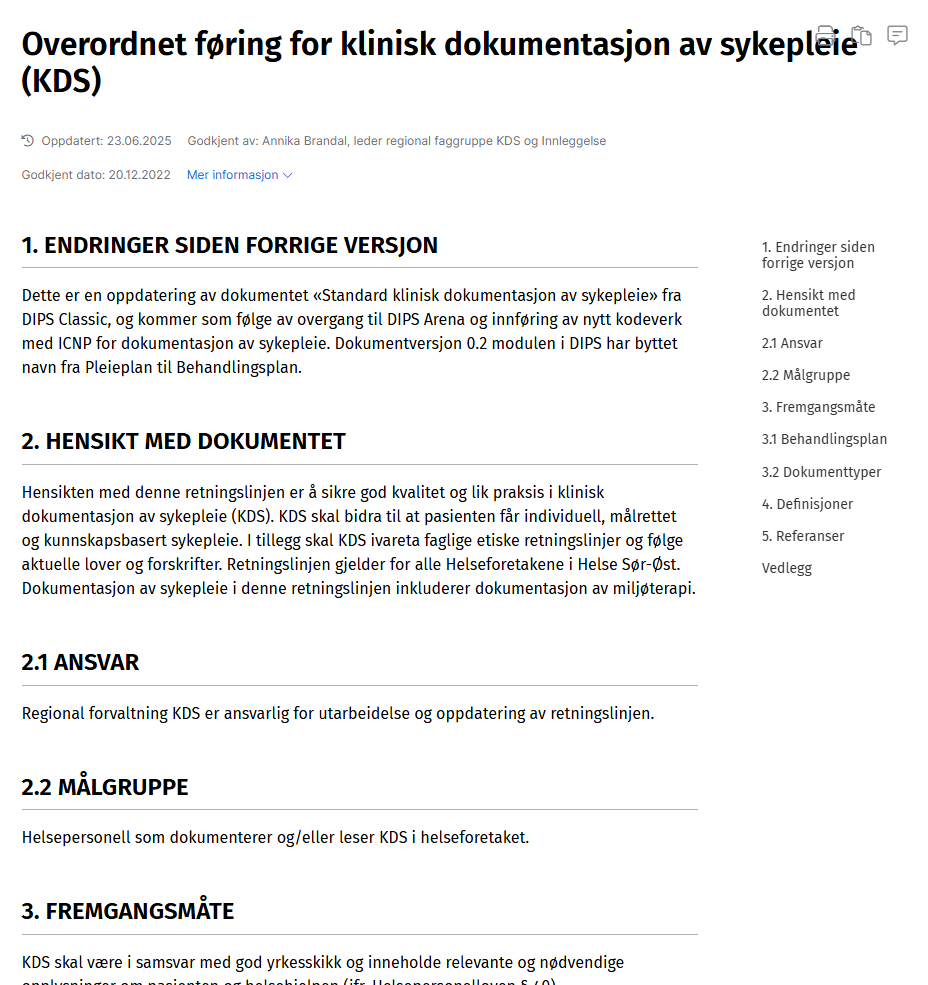 Overordnet føring for klinisk dokumentasjon av sykepleie
(KDS)
Oppdatert: 23.06.2025 Godkjent av: Annika Brandal, leder regional faggruppe KDS og Innleggelse
Godkjent dato: 20.12.2022 Mer informasjon
1. ENDRINGER SIDEN FORRIGE VERSJON
Dette er en oppdatering av dokumentet «Standard klinisk dokumentasjon av sykepleie» fra
DIPS Classic, og kommer som følge av overgang til DIPS Arena og innføring av nytt kodeverk
med ICNP for dokumentasjon av sykepleie. Dokumentversjon 0.2 modulen i DIPS har byttet
navn fra Pleieplan til Behandlingsplan.
2. HENSIKT MED DOKUMENTET
Hensikten med denne retningslinjen er å sikre god kvalitet og lik praksis i klinisk
dokumentasjon av sykepleie (KDS). KDS skal bidra til at pasienten får individuell, målrettet
og kunnskapsbasert sykepleie. I tillegg skal KDS ivareta faglige etiske retningslinjer og følge
aktuelle lover og forskrifter. Retningslinjen gjelder for alle Helseforetakene i Helse Sør-Øst.
Dokumentasjon av sykepleie i denne retningslinjen inkluderer dokumentasjon av miljøterapi.
2.1 ANSVAR
Regional forvaltning KDS er ansvarlig for utarbeidelse og oppdatering av retningslinjen.
2.2 MÅLGRUPPE
Helsepersonell som dokumenterer og/eller leser KDS i helseforetaket.
3. FREMGANGSMÅTE
KDS skal være i samsvar med god yrkesskikk og inneholde relevante og nødvendige
opplysninger om pasienten og helsehjelpen (jfr. Helsepersonelloven § 40)
1. Endringer siden
forrige versjon
2. Hensikt med
dokumentet
2.1 Ansvar
2.2 Målgruppe
3. Fremgangsmåte
3.1 Behandlingsplan
3.2 Dokumenttyper
4. Definisjoner
5. Referanser
Vedlegg